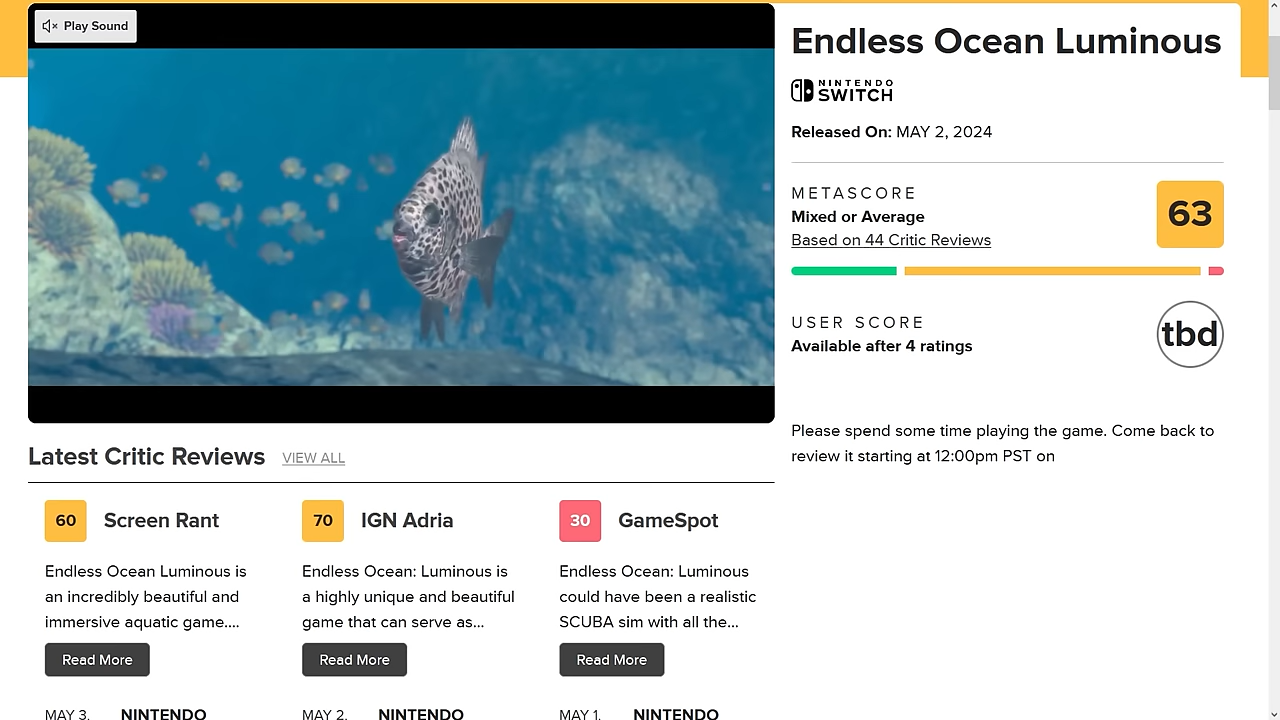 Play Sound
Endless Ocean Luminous
NINTENDO
SWITCH
Released On: MAY 2, 2024
METASCORE
Mixed or Average
Based on 44 Critic Reviews
63
USER SCORE
Available after 4 ratings
tbd
Please spend some time playing the game. Come back to
review it starting at 12:00pm PST on
Latest Critic Reviews VIEW ALL
60 Screen Rant
Endless Ocean Luminous is
an incredibly beautiful and
immersive aquatic game....
Read More
MAY 3, NINTENDO
70 IGN Adria
Endless Ocean: Luminous is
a highly unique and beautiful
game that can serve as...
Read More
MAY 2, NINTENDO
30 GameSpot
Endless Ocean: Luminous
could have been a realistic
SCUBA sim with all the...
Read More
MAY 1, NINTENDO